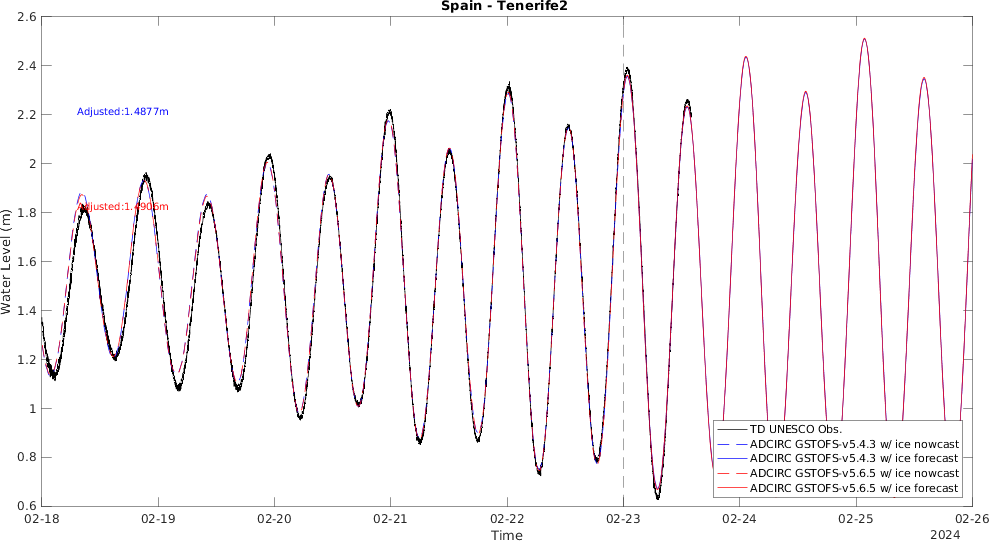 Spain - Tenerife2
2.6
2.4
2.2
2
1.8
1.6
1.4
1.2
1
0.8
0.6
Water Level (m)
Adjusted:1.4877m
Adjusted:1.4906m
TD UNESCO Obs.
ADCIRC GSTOFS-v5.4.3 w/ ice nowcast
ADCIRC GSTOFS-v5.4.3 w/ ice forecast
ADCIRC GSTOFS-v5.6.5 w/ ice nowcast
ADCIRC GSTOFS-v5.6.5 w/ ice forecast
02-18 02-19 02-20 02-21 02-22 02-23 02-24 02-25 02-26
Time
2024